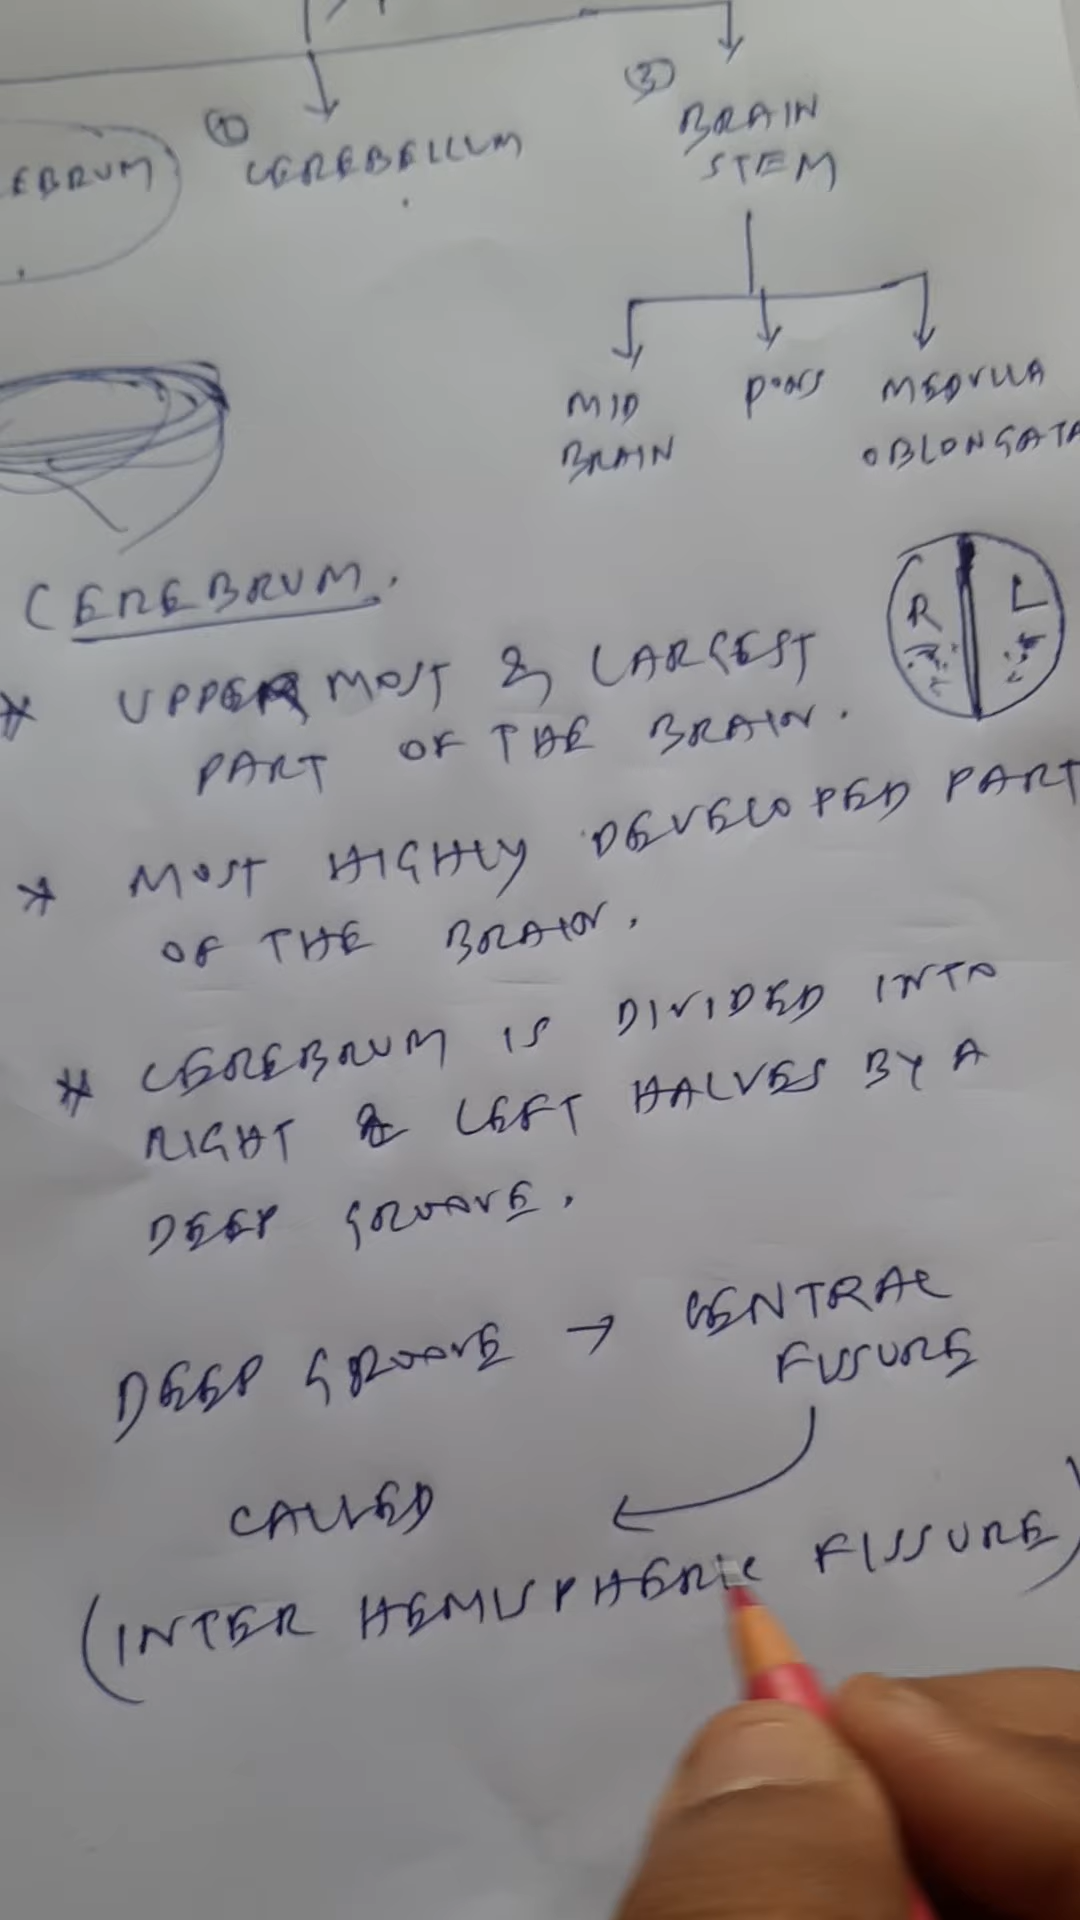 (3)
BRAIN
STEM
EBRUM
CEREBELLUM
MID
BRAIN
PONS
MEDULLA
OBLONGATA
CEREBRUM.
R L
* UPPER MOST & LARGEST
PART OF THE BRAIN.
* MOST HIGHLY DEVELOPED PART
OF THE BRAIN.
* CEREBRUM IS DIVIDED INTO
RIGHT & LEFT HALVES BY A
DEEP GROOVE.
DEEP GROOVE → CENTRAL
FISSURE
CALLED
(INTER HEMISPHERIC FISSURE)